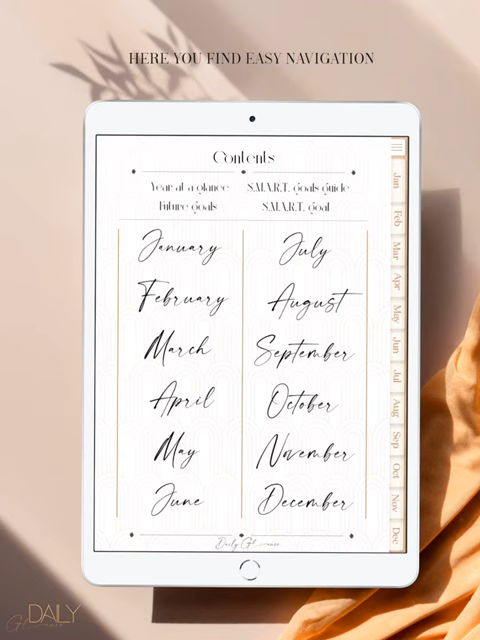 HERE YOU FIND EASY NAVIGATION
Contents
Year at a glance S.M.A.R.T. Goals Guide
Future Goals S.M.A.R.T. Goal
January July
February August
March September
April October
May November
June December
Jan
Feb
Mar
Apr
May
Jun
Jul
Aug
Sep
Oct
Nov
Dec
Daily
DAILY